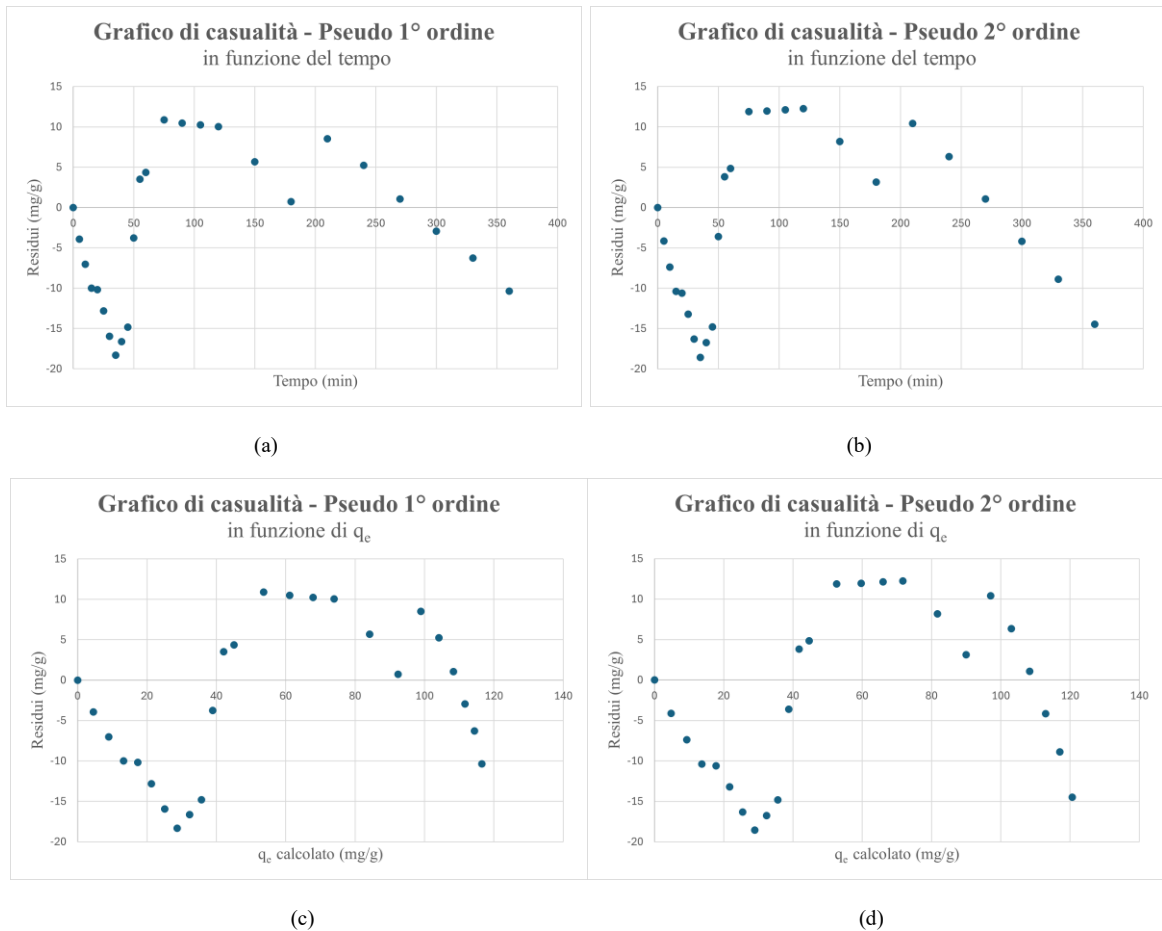 Grafico di casualità - Pseudo 1° ordine
in funzione del tempo
15
10
5
0
-5
-10
-15
-20
0 50 100 150 200 250 300 350 400
Residui (mg/g)
Tempo (min)
(a)
Grafico di casualità - Pseudo 2° ordine
in funzione del tempo
15
10
5
0
-5
-10
-15
-20
0 50 100 150 200 250 300 350 400
Residui (mg/g)
Tempo (min)
(b)
Grafico di casualità - Pseudo 1° ordine
in funzione di qe
15
10
5
0
-5
-10
-15
-20
0 20 40 60 80 100 120 140
Residui (mg/g)
qe calcolato (mg/g)
(c)
Grafico di casualità - Pseudo 2° ordine
in funzione di qe
15
10
5
0
-5
-10
-15
-20
0 20 40 60 80 100 120 140
Residui (mg/g)
qe calcolato (mg/g)
(d)